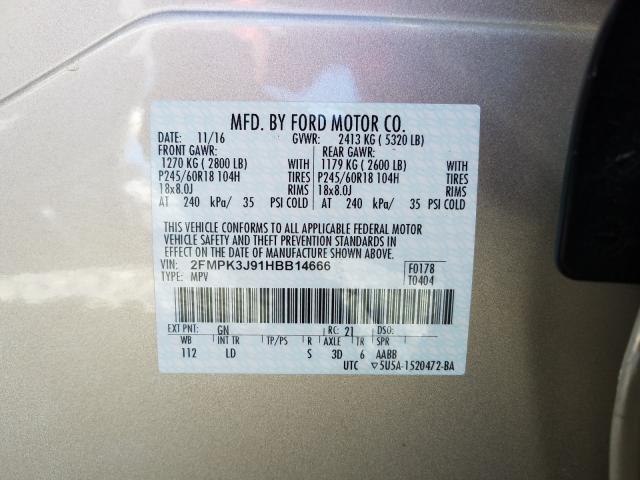 MFD. BY FORD MOTOR CO.
DATE: 11/16 GVWR: 2413 KG ( 5320 LB)
FRONT GAWR: REAR GAWR:
1270 KG ( 2800 LB) WITH 1179 KG ( 2600 LB) WITH
P245/60R18 104H TIRES P245/60R18 104H TIRES
18x8.0J RIMS 18x8.0J RIMS
AT 240 kPa/ 35 PSI COLD AT 240 kPa/ 35 PSI COLD
THIS VEHICLE CONFORMS TO ALL APPLICABLE FEDERAL MOTOR
VEHICLE SAFETY AND THEFT PREVENTION STANDARDS IN
EFFECT ON THE DATE OF MANUFACTURE SHOWN ABOVE.
VIN: 2FMPK3J91HBB14666 F0178
TYPE: MPV T0404
EXT PNT: GN RC: 21 DSO:
WB INT TR TP/PS R AXLE TR SPR
112 LD S 3D 6 AABB
UTC ▽5U5A-1520472-BA